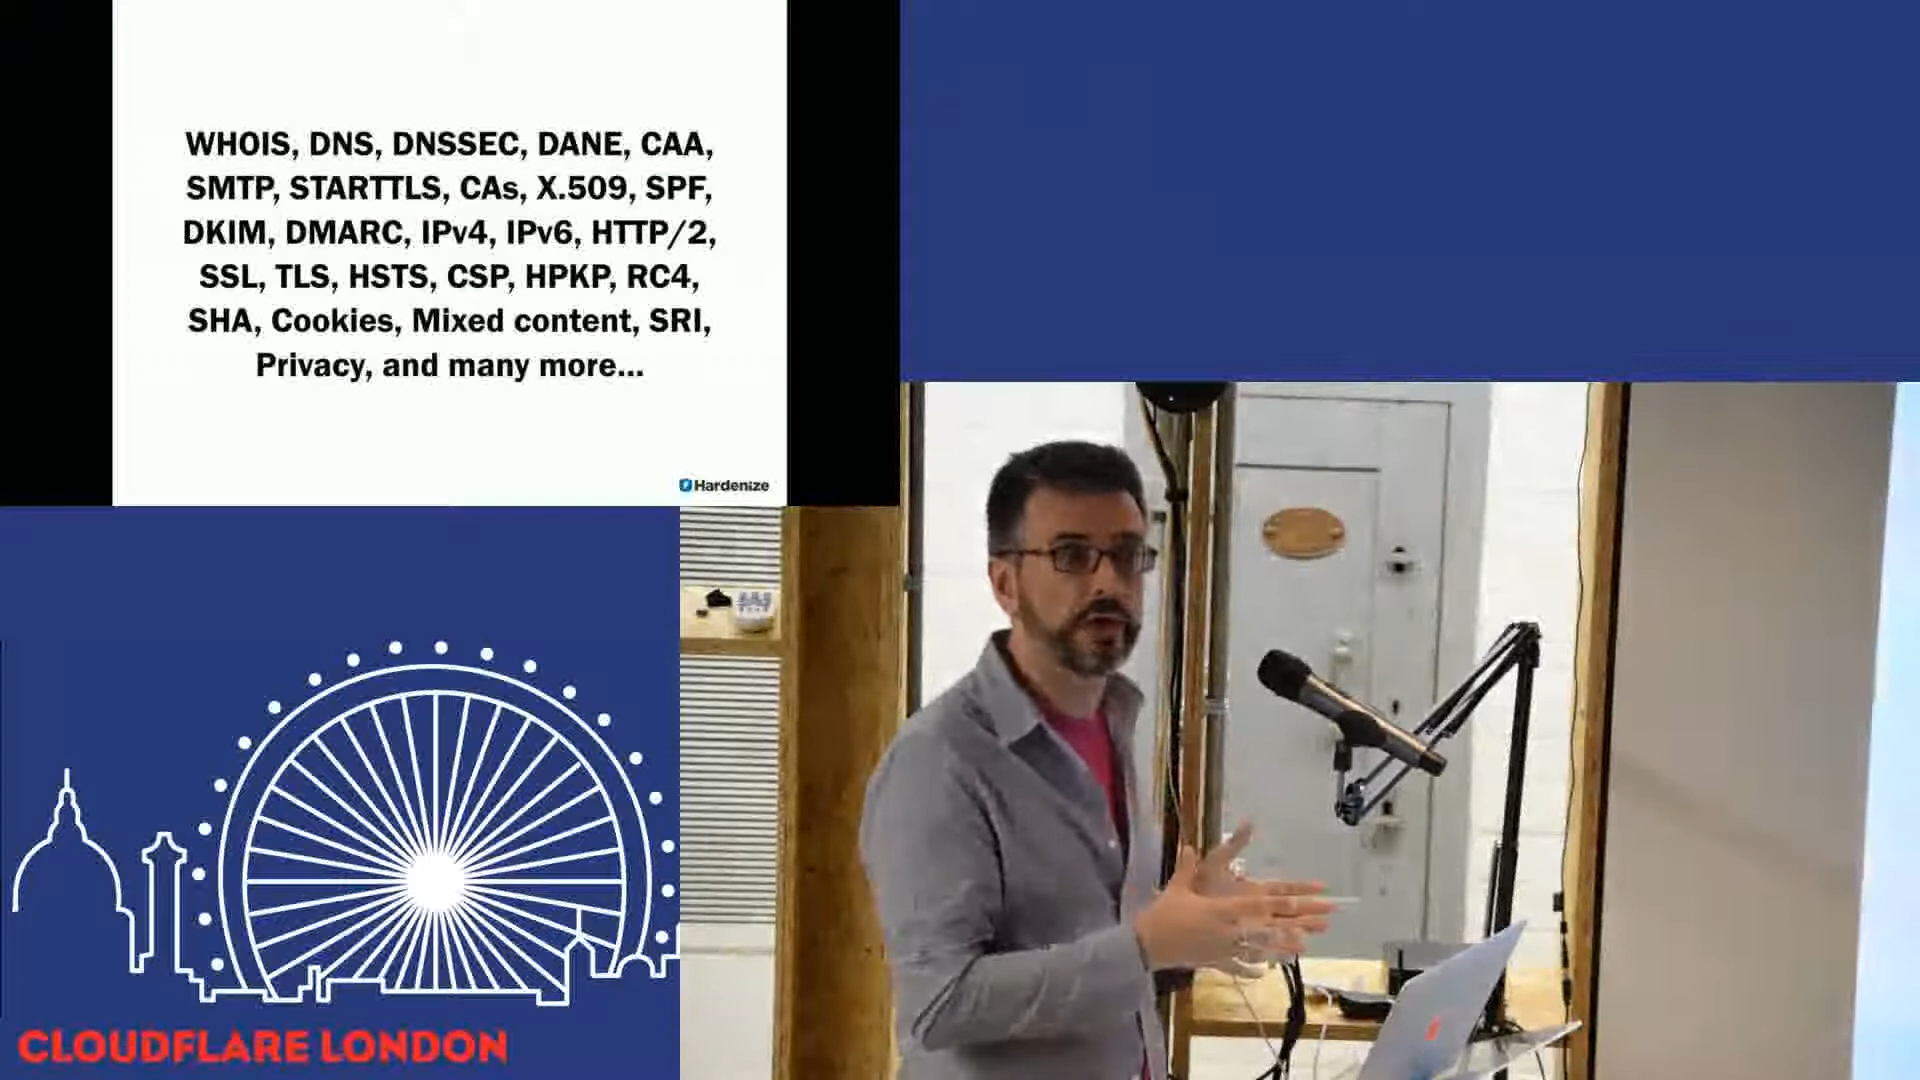 WHOIS, DNS, DNSSEC, DANE, CAA,
SMTP, STARTTLS, CAs, X.509, SPF,
DKIM, DMARC, IPv4, IPv6, HTTP/2,
SSL, TLS, HSTS, CSP, HPKP, RC4,
SHA, Cookies, Mixed content, SRI,
Privacy, and many more...
Hardenize
CLOUDFLARE LONDON